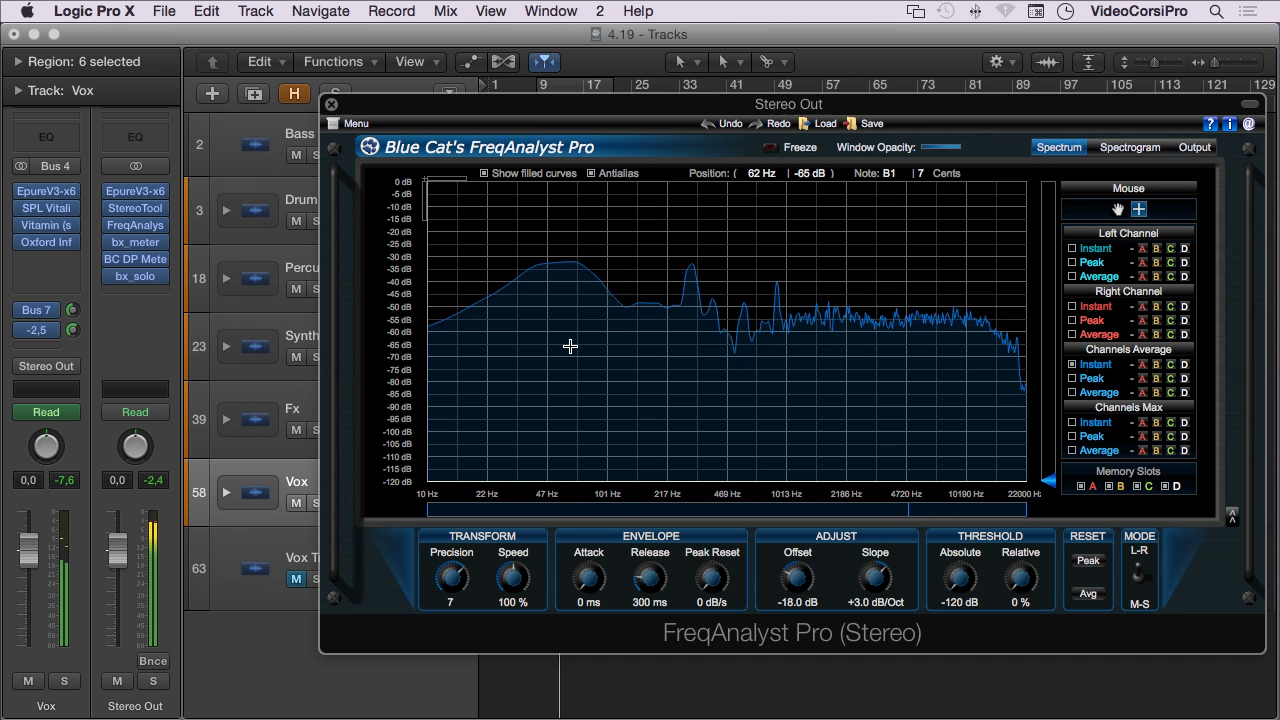 Logic Pro X File Edit Track Navigate Record Mix View Window 2 Help VideoCorsiPro
4.19 - Tracks
Region: 6 selected Edit Functions View
Track: Vox 1 9 17 25 33 41 49 57 65 73 81 89 97 105 113 121 129
H S
Stereo Out
Menu Undo Redo Load Save ? i @
Blue Cat's FreqAnalyst Pro Freeze Window Opacity: Spectrum Spectrogram Output
Show filled curves Antialias Position: ( 62 Hz | -65 dB ) Note: B1 | 7 Cents
EQ EQ
Bus 4
EpureV3-x6 EpureV3-x6
SPL Vitali StereoTool
Vitamin (s FreqAnalys
Oxford Inf bx_meter
BC DP Mete
bx_solo
Bus 7
-2,5
Stereo Out
Read Read
0,0 -7,6 0,0 -2,4
Bnce
M S M S
Vox Stereo Out
2 Bass
M S
3 Drum
M S
18 Percu
M S
23 Synth
M S
39 Fx
M S
58 Vox
M S
63 Vox T
M S
0 dB
-5 dB
-10 dB
-15 dB
-20 dB
-25 dB
-30 dB
-35 dB
-40 dB
-45 dB
-50 dB
-55 dB
-60 dB
-65 dB
-70 dB
-75 dB
-80 dB
-85 dB
-90 dB
-95 dB
-100 dB
-105 dB
-110 dB
-115 dB
-120 dB
10 Hz 22 Hz 47 Hz 101 Hz 217 Hz 469 Hz 1013 Hz 2186 Hz 4720 Hz 10190 Hz 22000 Hz
Mouse
Left Channel
Instant - A B C D
Peak - A B C D
Average - A B C D
Right Channel
Instant - A B C D
Peak - A B C D
Average - A B C D
Channels Average
Instant - A B C D
Peak - A B C D
Average - A B C D
Channels Max
Instant - A B C D
Peak - A B C D
Average - A B C D
Memory Slots
A B C D
TRANSFORM ENVELOPE ADJUST THRESHOLD RESET MODE
Precision Speed Attack Release Peak Reset Offset Slope Absolute Relative Peak L-R
7 100 % 0 ms 300 ms 0 dB/s -18.0 dB +3.0 dB/Oct -120 dB 0 % Avg M-S
FreqAnalyst Pro (Stereo)